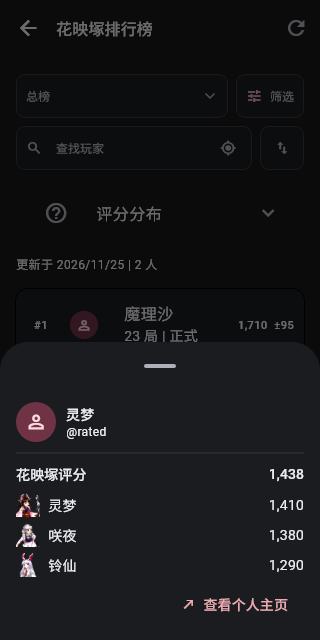 花映塚排行榜
总榜
筛选
查找玩家
评分分布
更新于 2026/11/25 | 2 人
#1
魔理沙
1,710 ±95
23 局 | 正式
灵梦
@rated
花映塚评分 1,438
灵梦 1,410
咲夜 1,380
铃仙 1,290
查看个人主页